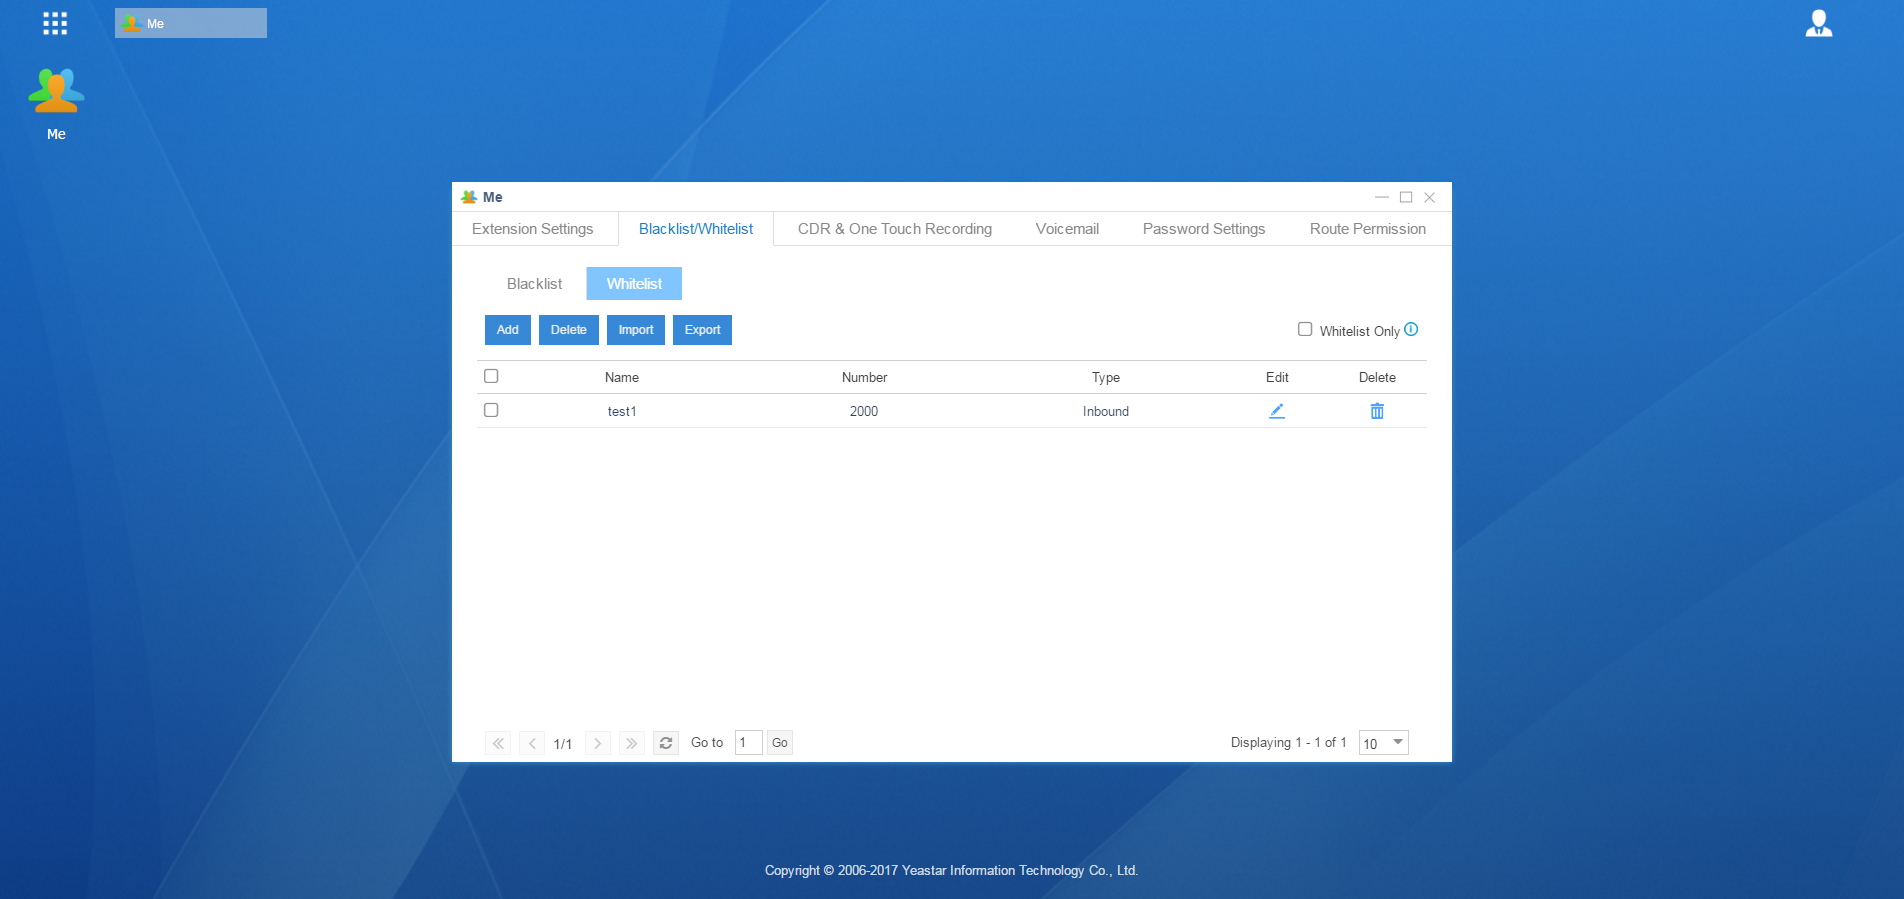 Me
Me
Me
Extension Settings Blacklist/Whitelist CDR & One Touch Recording Voicemail Password Settings Route Permission
Blacklist Whitelist
Add Delete Import Export Whitelist Only
Name Number Type Edit Delete
test1 2000 Inbound
1/1 Go to 1 Go Displaying 1 - 1 of 1 10
Copyright © 2006-2017 Yeastar Information Technology Co., Ltd.